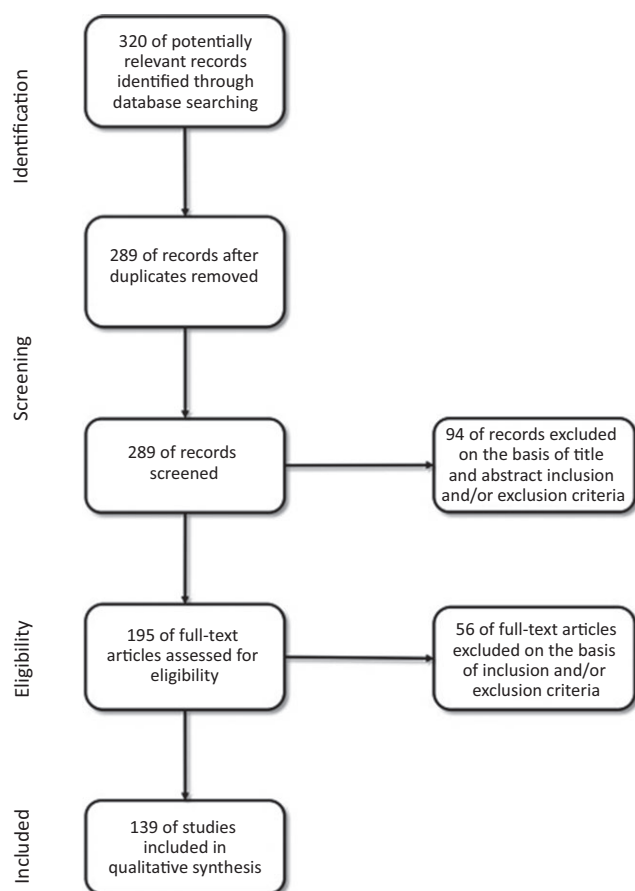 Identification
320 of potentially
relevant records
identified through
database searching
289 of records after
duplicates removed
Screening
289 of records
screened
94 of records excluded
on the basis of title
and abstract inclusion
and/or exclusion criteria
Eligibility
195 of full-text
articles assessed for
eligibility
56 of full-text articles
excluded on the basis
of inclusion and/or
exclusion criteria
Included
139 of studies
included in
qualitative synthesis